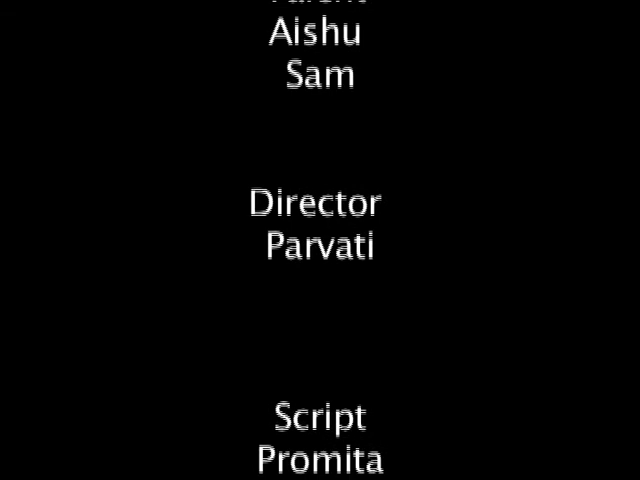 Aishu
Sam
Director
Parvati
Script
Promita